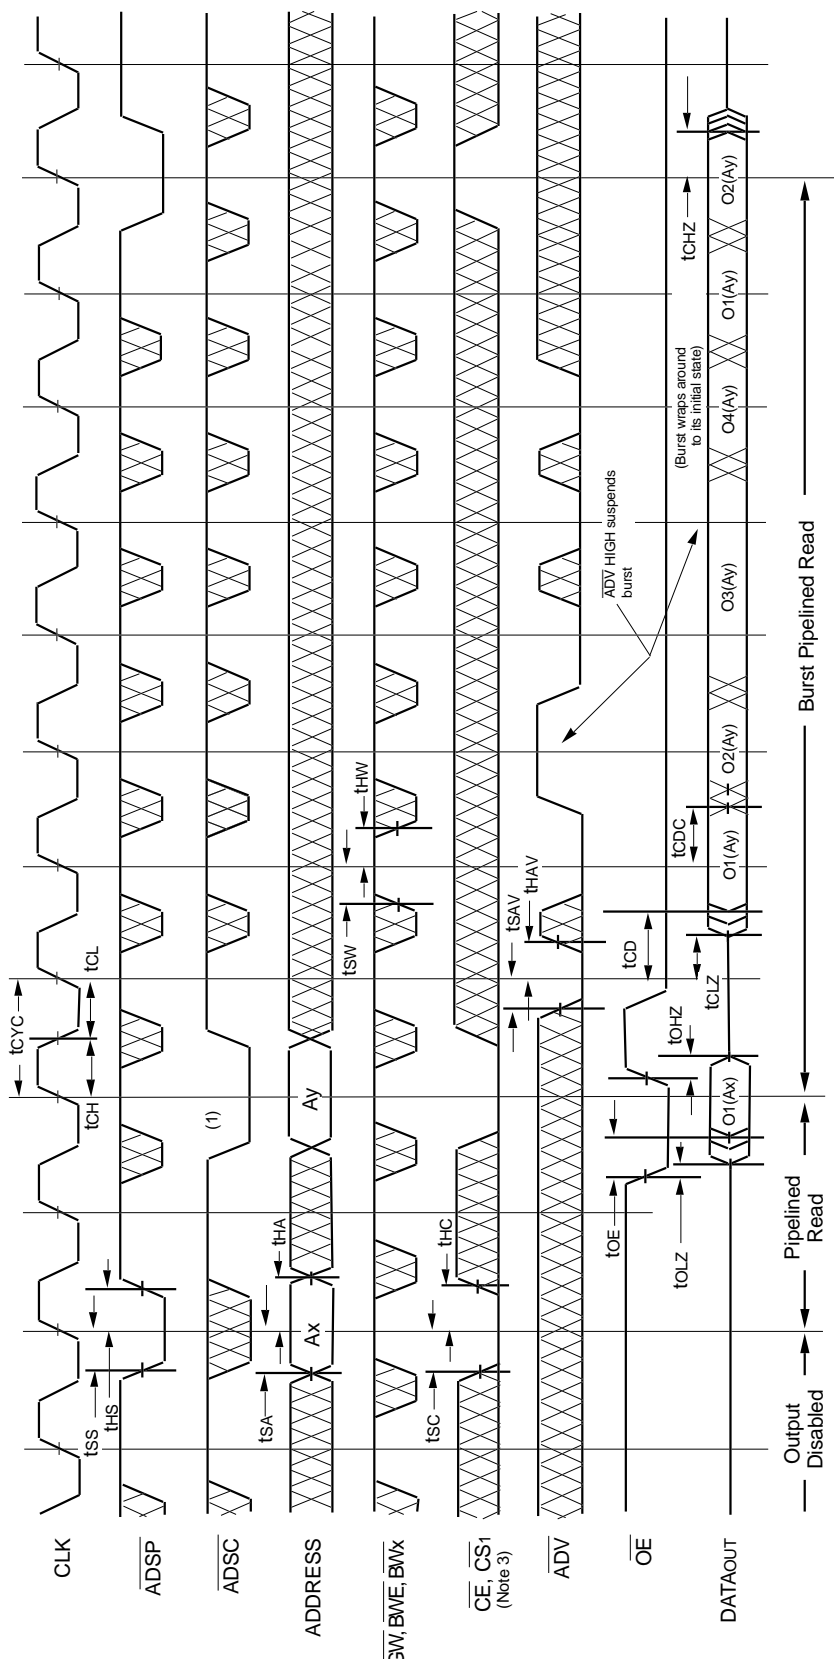 CLK
tCYC
tCH
tCL
tSS
tHS
ADSP
ADSC
(1)
ADDRESS
tSA
tHA
Ax
Ay
GW, BWE, BWx
tSW
tHW
CE, CS1
(Note 3)
tSC
tHC
ADV
tSAV
tHAV
ADV HIGH suspends
burst
OE
tOE
tOLZ
tOHZ
tCD
tCLZ
tCDC
tCHZ
(Burst wraps around
to its initial state)
DATAOUT
O1(Ax)
O1(Ay)
O2(Ay)
O3(Ay)
O4(Ay)
O1(Ay)
O2(Ay)
Output
Disabled
Pipelined
Read
Burst Pipelined Read